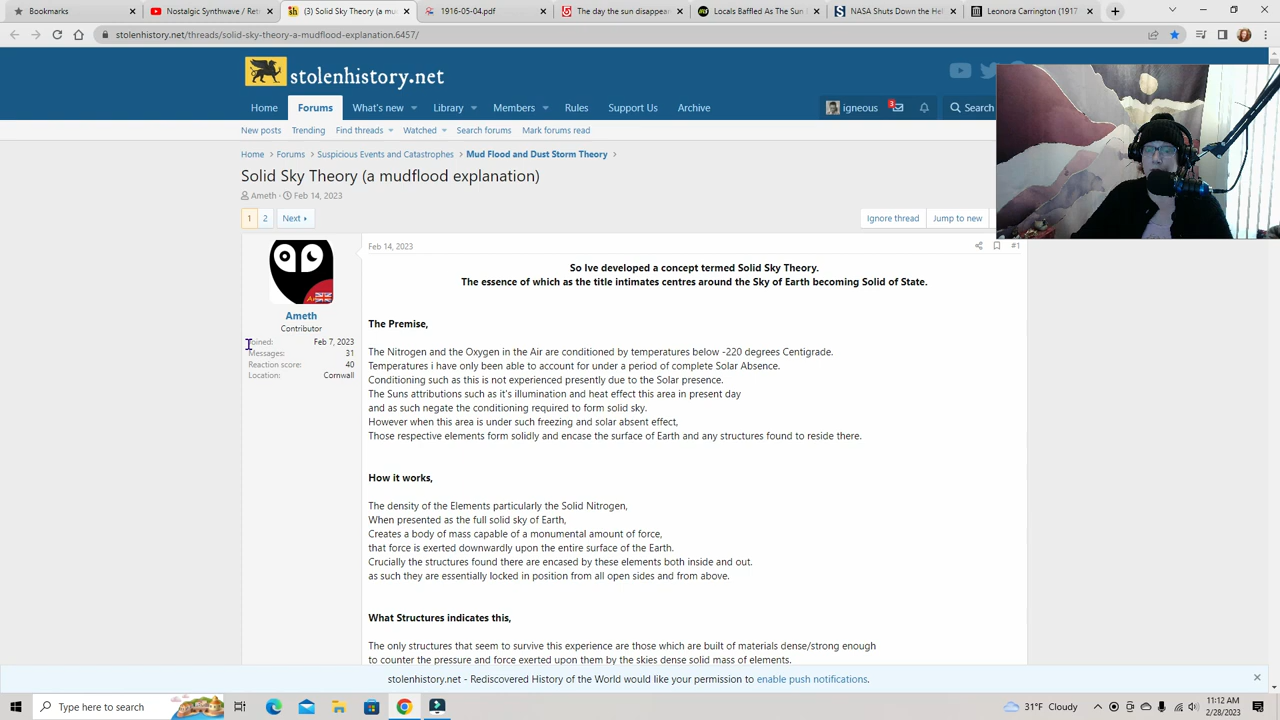 Bookmarks
Nostalgic Synthwave / Ret
(3) Solid Sky Theory (a mu
1916-05-04.pdf
The day the sun disappear
Locals Baffled As The Sun
NASA Shuts Down the Hel
Leonora Carrington (1917
stolenhistory.net/threads/solid-sky-theory-a-mudflood-explanation.6457/
stolenhistory.net
Home Forums What's new Library Members Rules Support Us Archive igneous 3 Search
New posts Trending Find threads Watched Search forums Mark forums read
Home Forums Suspicious Events and Catastrophes Mud Flood and Dust Storm Theory
Solid Sky Theory (a mudflood explanation)
Ameth · Feb 14, 2023
1 2 Next
Ignore thread Jump to new
Feb 14, 2023 #1
Ameth
Contributor
Joined: Feb 7, 2023
Messages: 31
Reaction score: 40
Location: Cornwall
So Ive developed a concept termed Solid Sky Theory.
The essence of which as the title intimates centres around the Sky of Earth becoming Solid of State.
The Premise,
The Nitrogen and the Oxygen in the Air are conditioned by temperatures below -220 degrees Centigrade.
Temperatures i have only been able to account for under a period of complete Solar Absence.
Conditioning such as this is not experienced presently due to the Solar presence.
The Suns attributions such as it's illumination and heat effect this area in present day
and as such negate the conditioning required to form solid sky.
However when this area is under such freezing and solar absent effect,
Those respective elements form solidly and encase the surface of Earth and any structures found to reside there.
How it works,
The density of the Elements particularly the Solid Nitrogen,
When presented as the full solid sky of Earth,
Creates a body of mass capable of a monumental amount of force,
that force is exerted downwardly upon the entire surface of the Earth.
Crucially the structures found there are encased by these elements both inside and out.
as such they are essentially locked in position from all open sides and from above.
What Structures indicates this,
The only structures that seem to survive this experience are those which are built of materials dense/strong enough
to counter the pressure and force exerted upon them by the skies dense solid mass of elements.
stolenhistory.net - Rediscovered History of the World would like your permission to enable push notifications.
Type here to search
31°F Cloudy
11:12 AM
2/28/2023